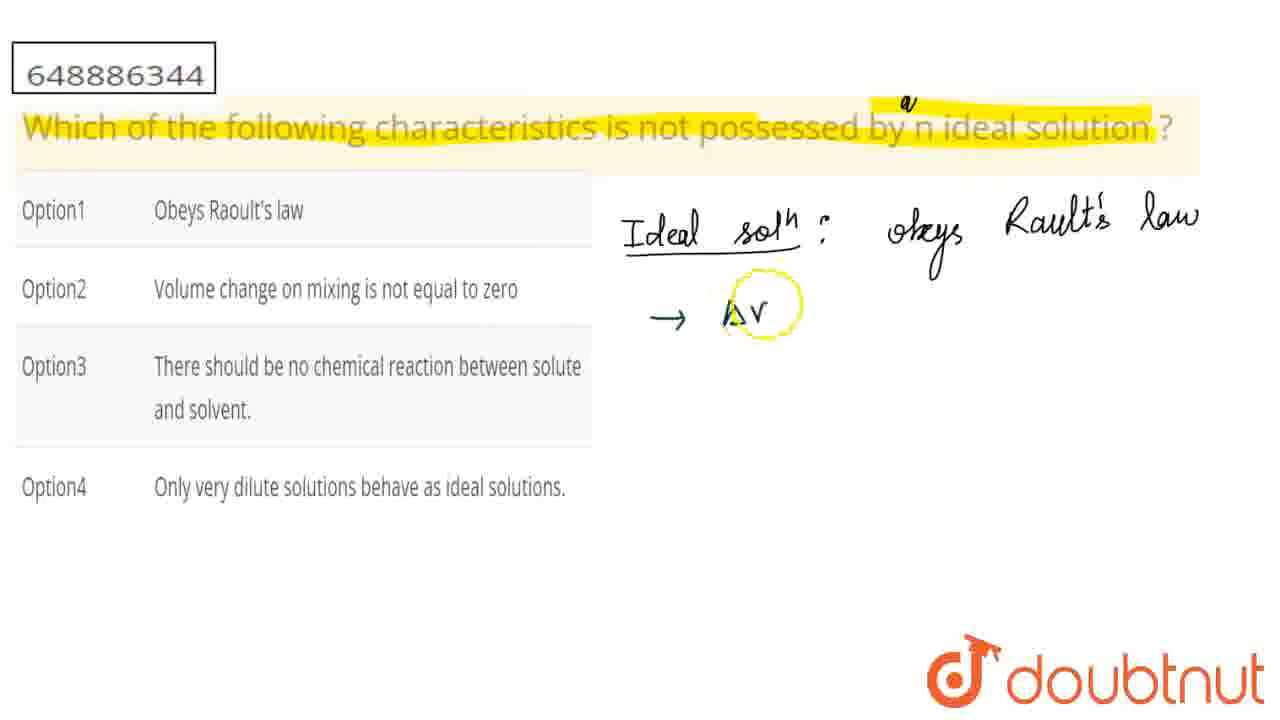 648886344
a
Which of the following characteristics is not possessed by n ideal solution ?
Option1 Obeys Raoult's law
Option2 Volume change on mixing is not equal to zero
Option3 There should be no chemical reaction between solute
and solvent.
Option4 Only very dilute solutions behave as ideal solutions.
Ideal solⁿ : obeys Rault's law
→ ΔV
doubtnut